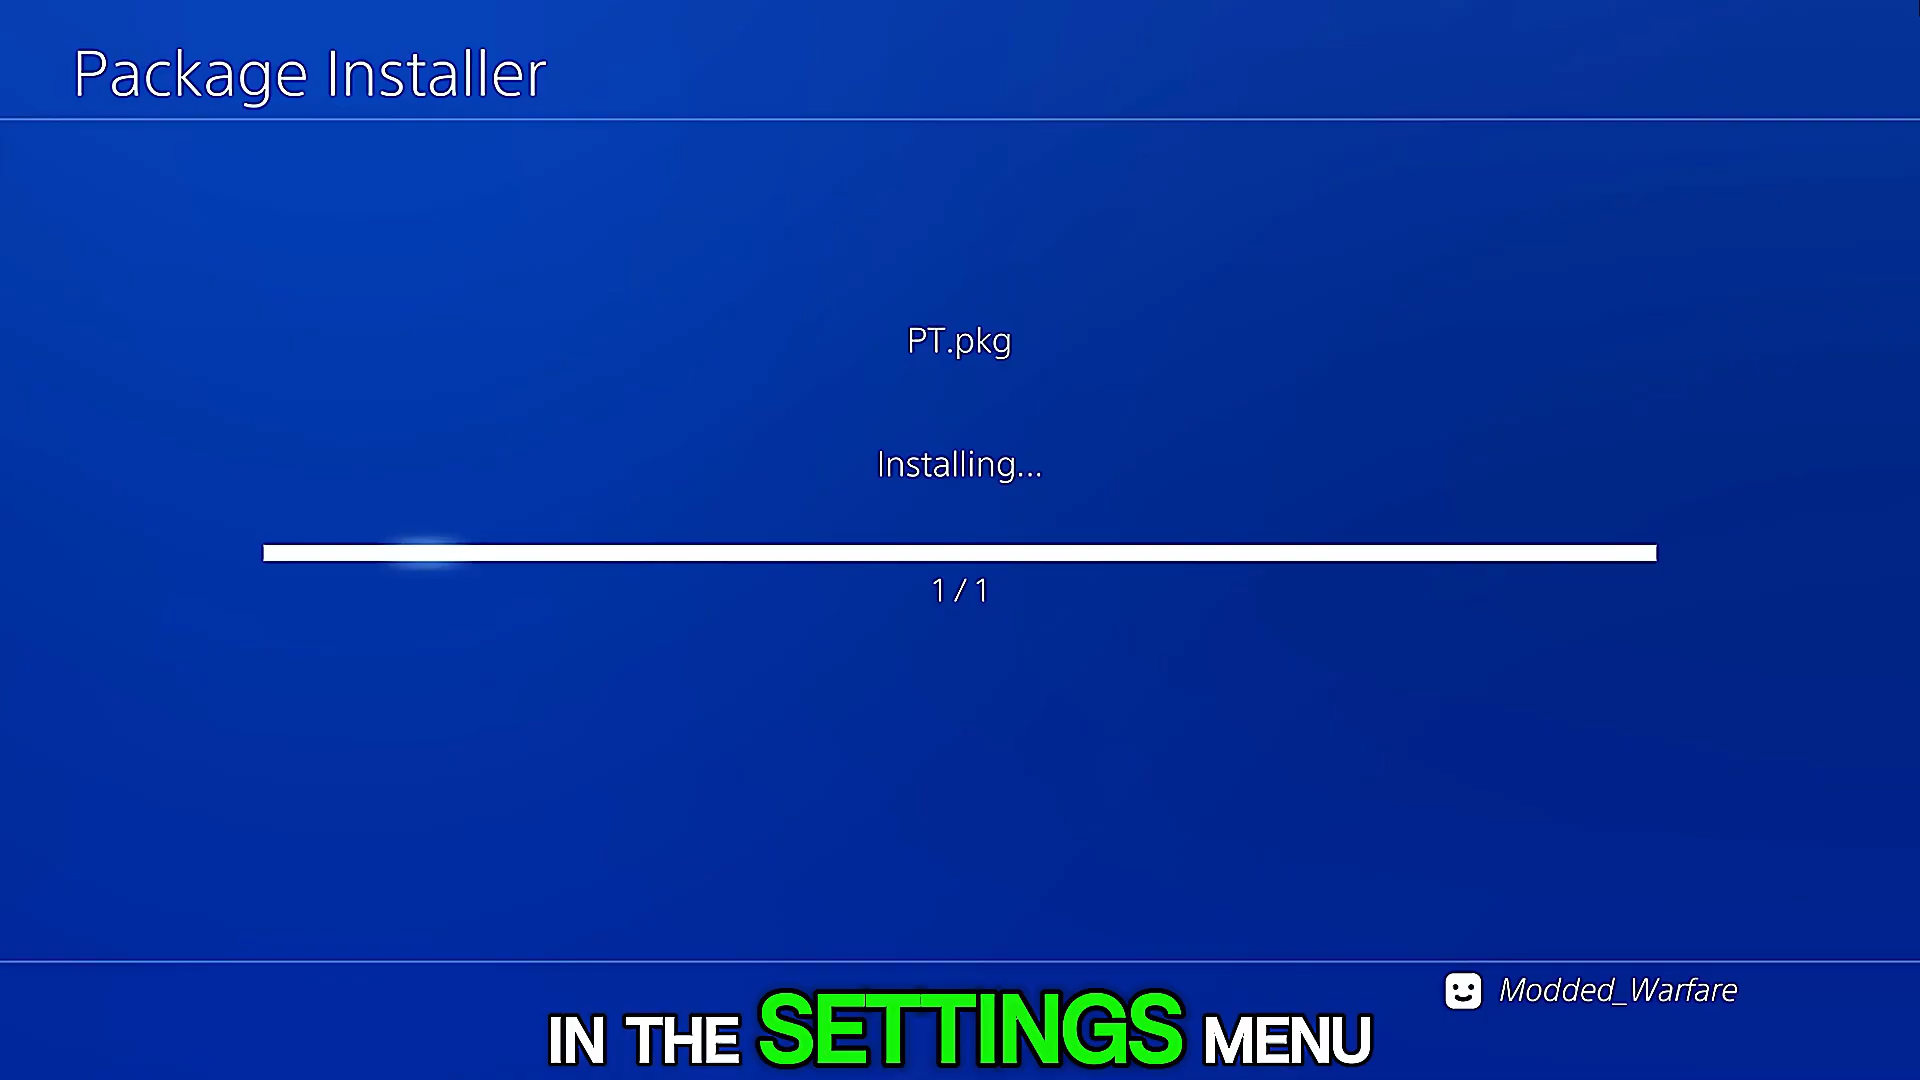 Package Installer
PT.pkg
Installing...
1 / 1
Modded_Warfare
IN THE SETTINGS MENU